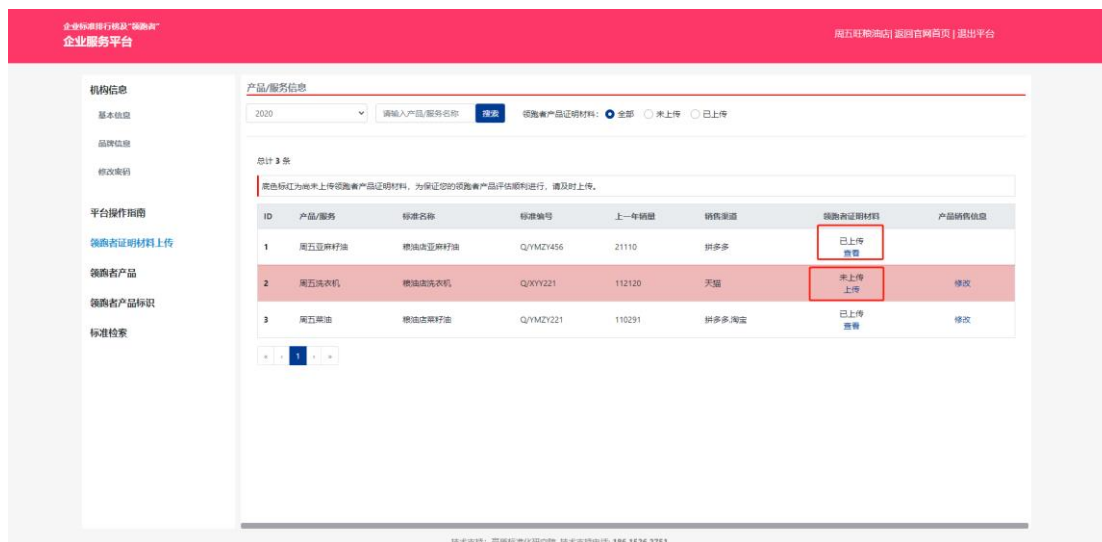 企业标准排行榜及“领跑者”
企业服务平台
周五旺粮油店| 返回官网首页 | 退出平台
机构信息
基本信息
品牌信息
修改密码
平台操作指南
领跑者证明材料上传
领跑者产品
领跑者产品标识
标准检索
产品/服务信息
2020 请输入产品/服务名称 搜索 领跑者产品证明材料: 全部 未上传 已上传
总计 3 条
底色标红为尚未上传领跑者产品证明材料，为保证您的领跑者产品评估顺利进行，请及时上传。
ID 产品/服务 标准名称 标准编号 上一年销量 销售渠道 领跑者证明材料 产品销售信息
1 周五亚麻籽油 粮油店亚麻籽油 Q/YMZY456 21110 拼多多 已上传
查看
2 周五洗衣机 粮油店洗衣机 Q/XYY221 112120 天猫 未上传 修改
上传
3 周五菜油 粮油店菜籽油 Q/YMZY221 110291 拼多多,淘宝 已上传 修改
查看
« ‹ 1 › »